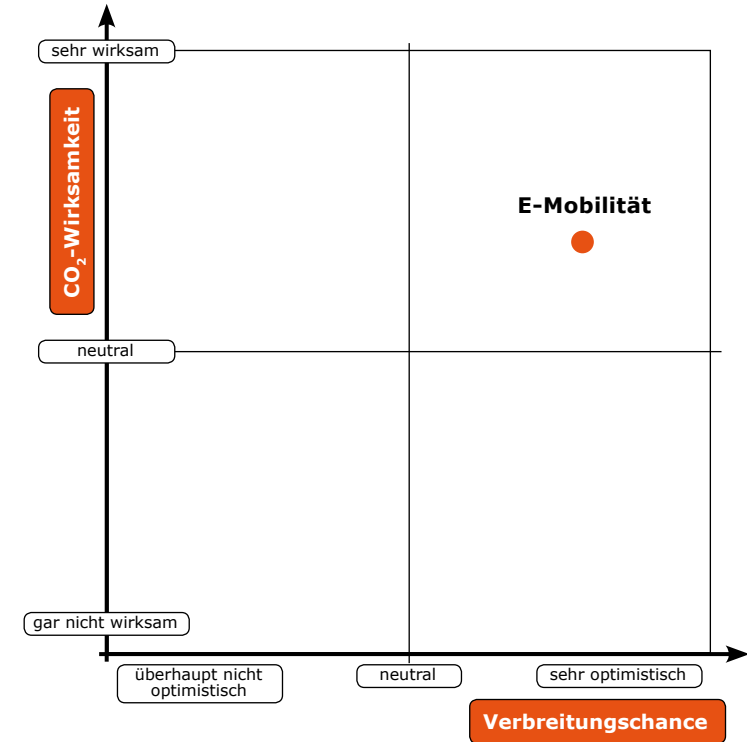 sehr wirksam
CO₂-Wirksamkeit
E-Mobilität
neutral
gar nicht wirksam
überhaupt nicht
optimistisch
neutral
sehr optimistisch
Verbreitungschance